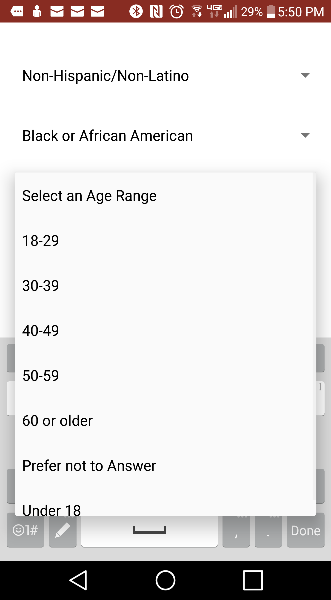 29% 5:50 PM
Non-Hispanic/Non-Latino
Black or African American
Select an Age Range
18-29
30-39
40-49
50-59
60 or older
Prefer not to Answer
Under 18
☺1# , . Done